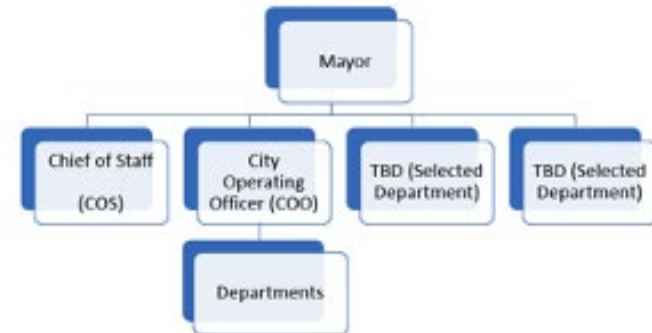 Mayor
Chief of Staff
(COS)
City
Operating
Officer (COO)
TBD (Selected
Department)
TBD (Selected
Department)
Departments